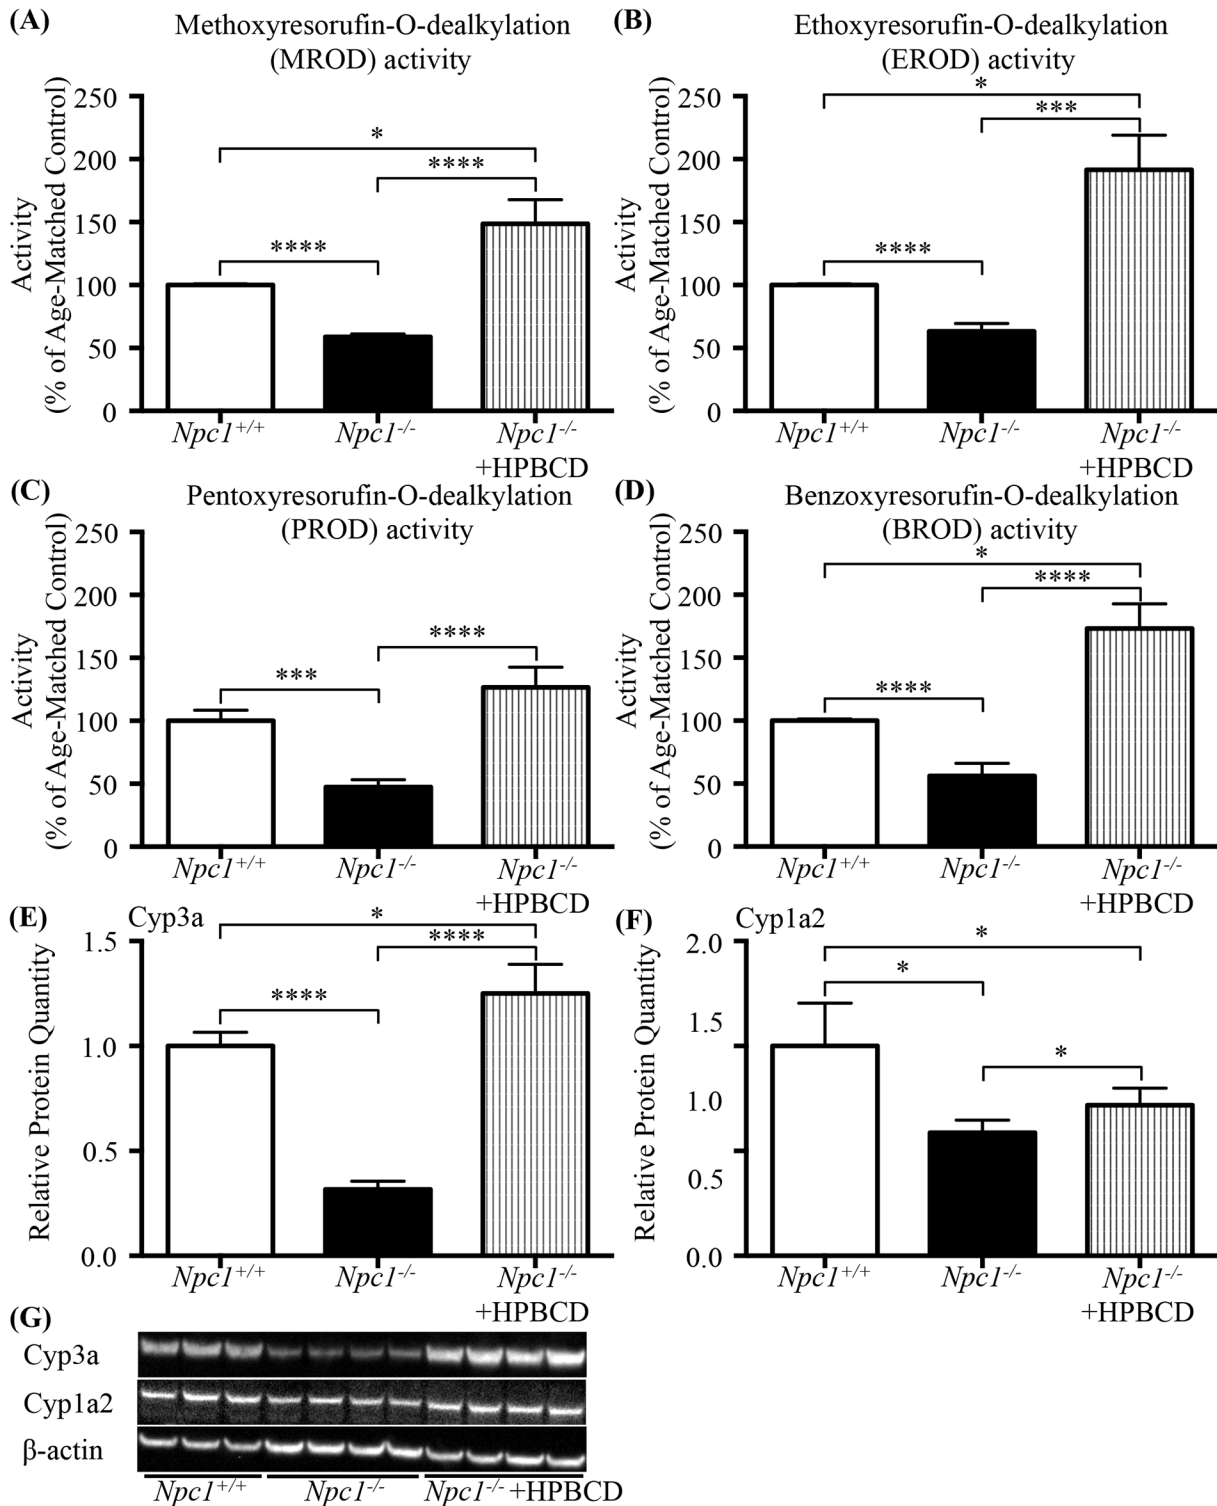 (A)
Methoxyresorufin-O-dealkylation
(MROD) activity
Activity
(% of Age-Matched Control)
250
200
150
100
50
0
*
****
****
Npc1+/+
Npc1-/-
Npc1-/-
+HPBCD
(B)
Ethoxyresorufin-O-dealkylation
(EROD) activity
Activity
(% of Age-Matched Control)
250
200
150
100
50
0
*
***
****
Npc1+/+
Npc1-/-
Npc1-/-
+HPBCD
(C)
Pentoxyresorufin-O-dealkylation
(PROD) activity
Activity
(% of Age-Matched Control)
250
200
150
100
50
0
****
***
Npc1+/+
Npc1-/-
Npc1-/-
+HPBCD
(D)
Benzoxyresorufin-O-dealkylation
(BROD) activity
Activity
(% of Age-Matched Control)
250
200
150
100
50
0
*
****
****
Npc1+/+
Npc1-/-
Npc1-/-
+HPBCD
(E)
Cyp3a
Relative Protein Quantity
1.5
1.0
0.5
0.0
*
****
****
Npc1+/+
Npc1-/-
Npc1-/-
+HPBCD
(F)
Cyp1a2
Relative Protein Quantity
2.0
1.5
1.0
0.5
0.0
*
*
*
Npc1+/+
Npc1-/-
Npc1-/-
+HPBCD
(G)
Cyp3a
Cyp1a2
β-actin
Npc1+/+ Npc1-/- Npc1-/-+HPBCD